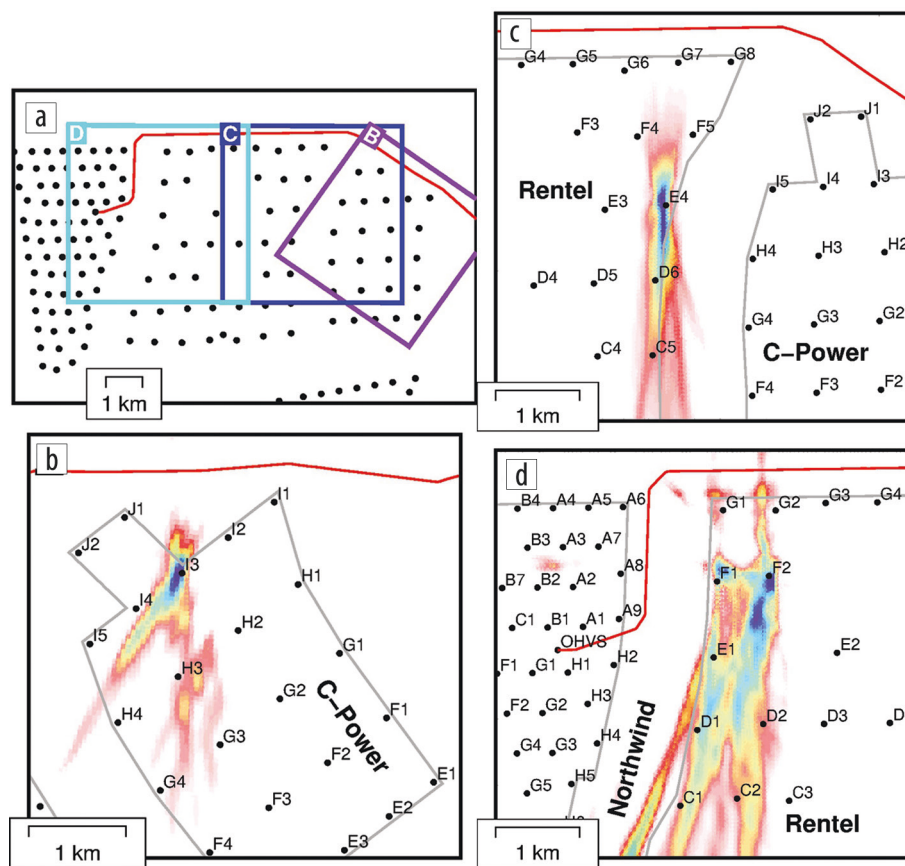 a
D
C
B
1 km
c
G4 G5 G6 G7 G8
J2 J1
F3 F4 F5
Rentel
I5 I4 I3
E3 E4
H4 H3 H2
D4 D5 D6
G4 G3 G2
C4 C5
C–Power
F4 F3 F2
1 km
b
I1
J1
I2
J2
I3
H1
I4
H2
I5
G1
H3
G2
C–Power
H4
F1
G3
F2
E1
G4
F3
E2
F4
E3
1 km
d
B4 A4 A5 A6
G1 G2 G3 G4
B3 A3 A7
A8
F1 F2
B7 B2 A2
C1 B1 A1 A9
OHVS
E1 E2
F1 G1 H1 H2
F2 G2 H3
D1 D2 D3 D
G4 G3 H4
Northwind
G5 H5
C1 C2 C3
Rentel
1 km